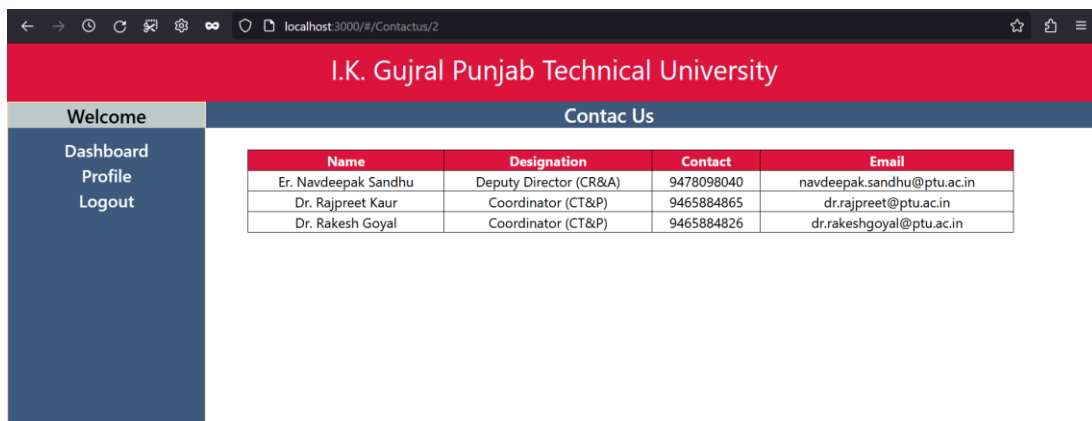 localhost:3000/#/Contactus/2
I.K. Gujral Punjab Technical University
Welcome
Contac Us
Dashboard
Profile
Logout
Name Designation Contact Email
Er. Navdeepak Sandhu Deputy Director (CR&A) 9478098040 navdeepak.sandhu@ptu.ac.in
Dr. Rajpreet Kaur Coordinator (CT&P) 9465884865 dr.rajpreet@ptu.ac.in
Dr. Rakesh Goyal Coordinator (CT&P) 9465884826 dr.rakeshgoyal@ptu.ac.in